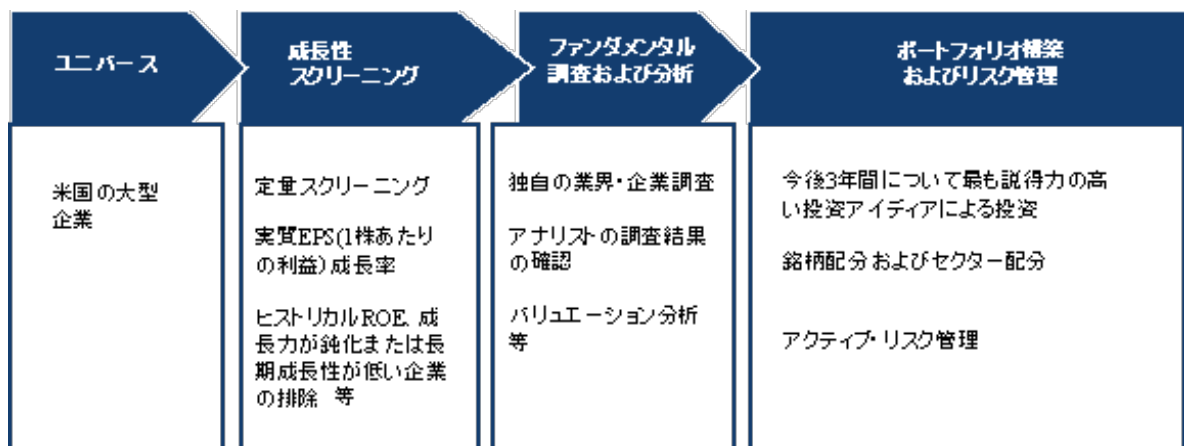 ユニバース
成長性
スクリーニング
ファンダメンタル
調査および分析
ポートフォリオ構築
およびリスク管理
米国の大型
企業
定量スクリーニング
実質EPS(1株あたり
の利益)成長率
ヒストリカルROE、成
長力が鈍化または長
期成長性が低い企業
の排除 等
独自の業界・企業調査
アナリストの調査結果
の確認
バリュエーション分析
等
今後3年間について最も説得力の高
い投資アイディアによる投資
銘柄配分およびセクター配分
アクティブ・リスク管理